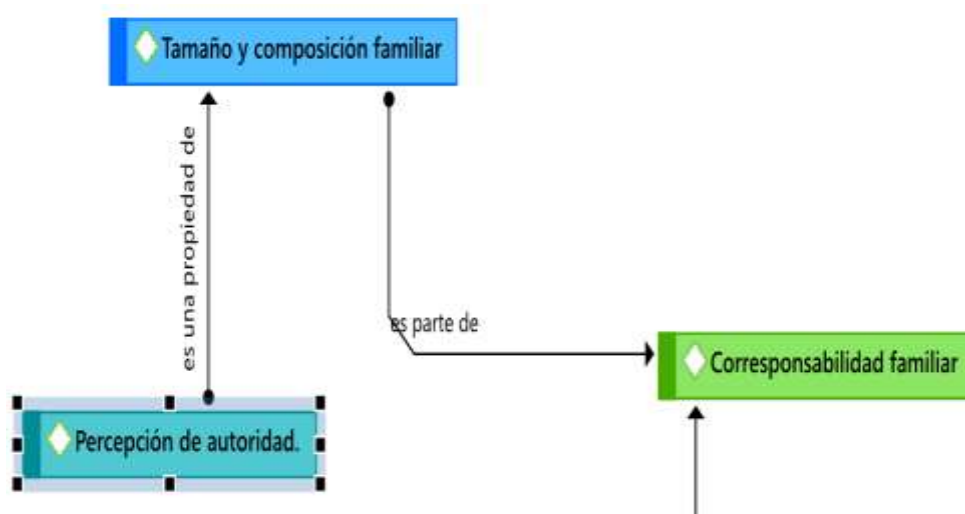 Tamaño y composición familiar
es una propiedad de
es parte de
Corresponsabilidad familiar
Percepción de autoridad.